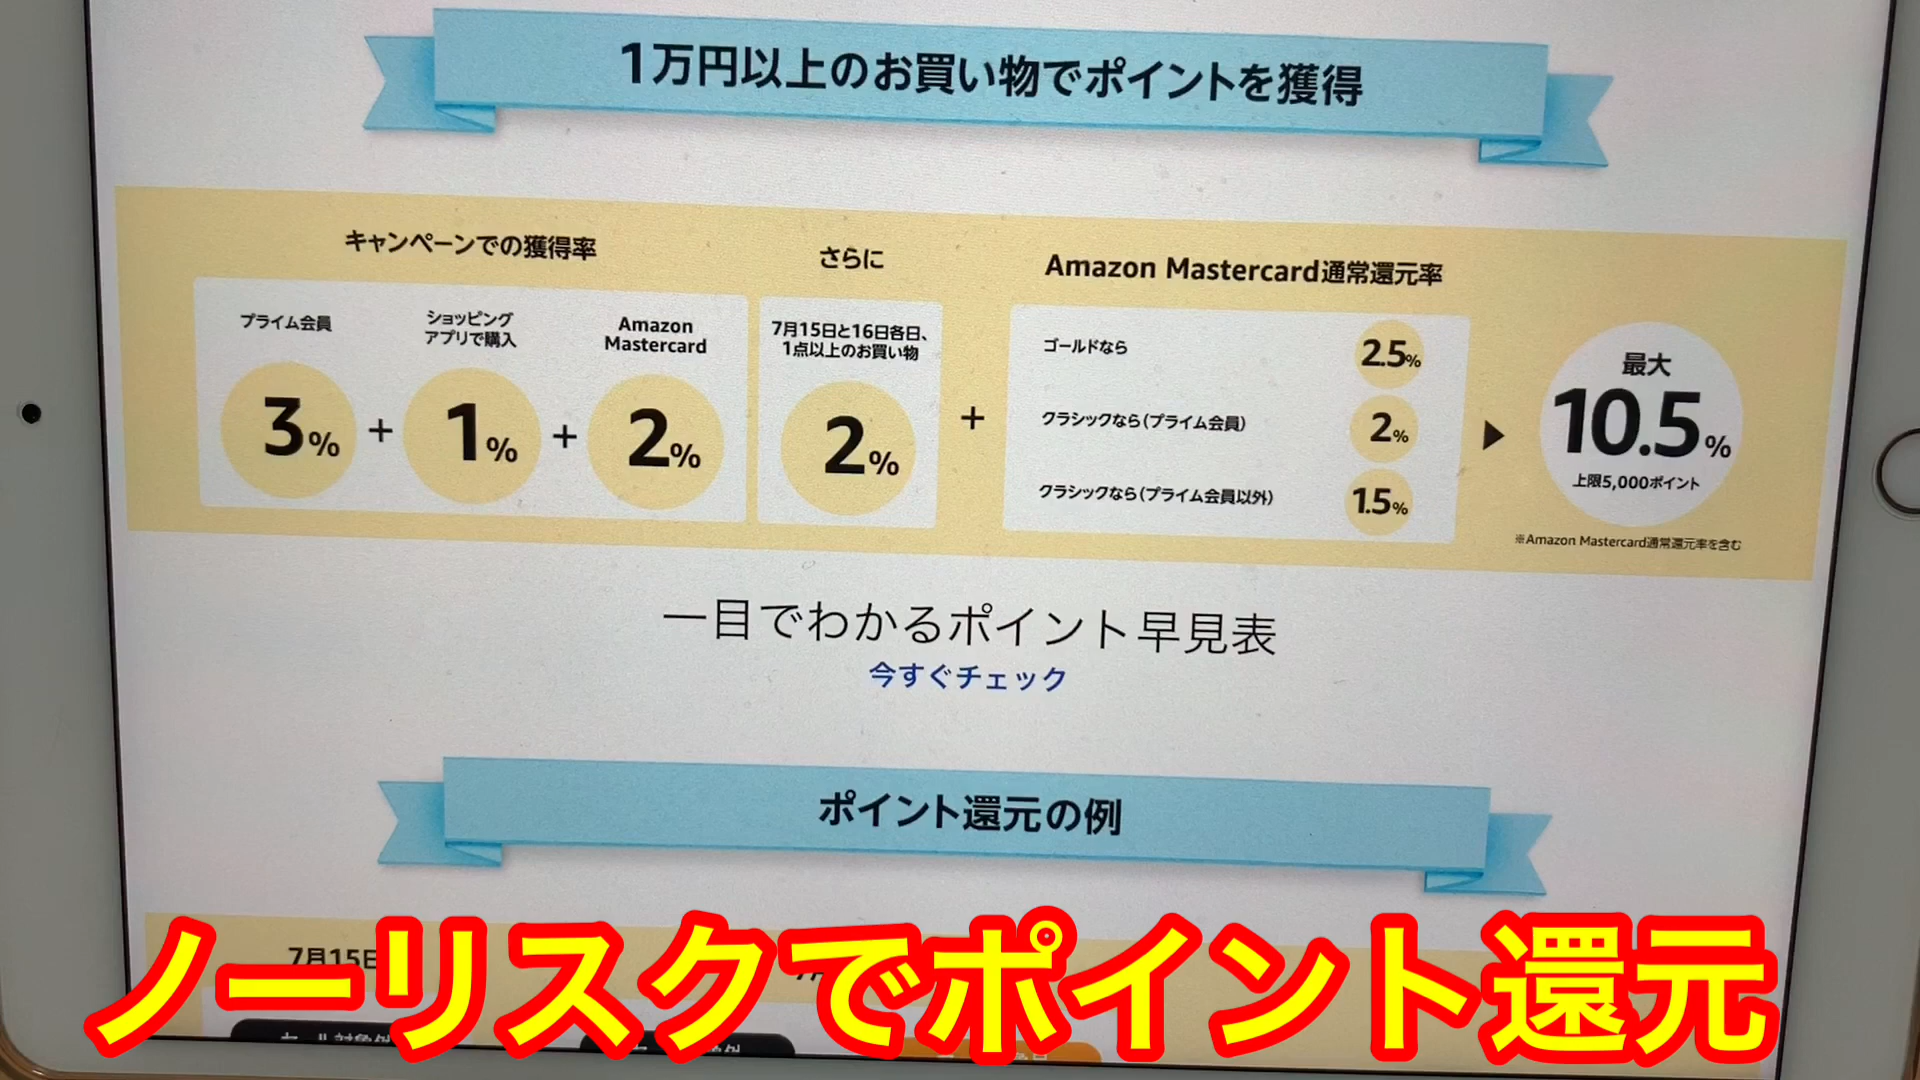 1万円以上のお買い物でポイントを獲得
キャンペーンでの獲得率
さらに
Amazon Mastercard通常還元率
プライム会員
3%
+
ショッピング
アプリで購入
1%
+
Amazon
Mastercard
2%
7月15日と16日各日、
1点以上のお買い物
2%
+
ゴールドなら
2.5%
クラシックなら(プライム会員)
2%
クラシックなら(プライム会員以外)
1.5%
最大
10.5%
上限5,000ポイント
※Amazon Mastercard通常還元率を含む
一目でわかるポイント早見表
今すぐチェック
ポイント還元の例
7月15日
ノーリスクでポイント還元